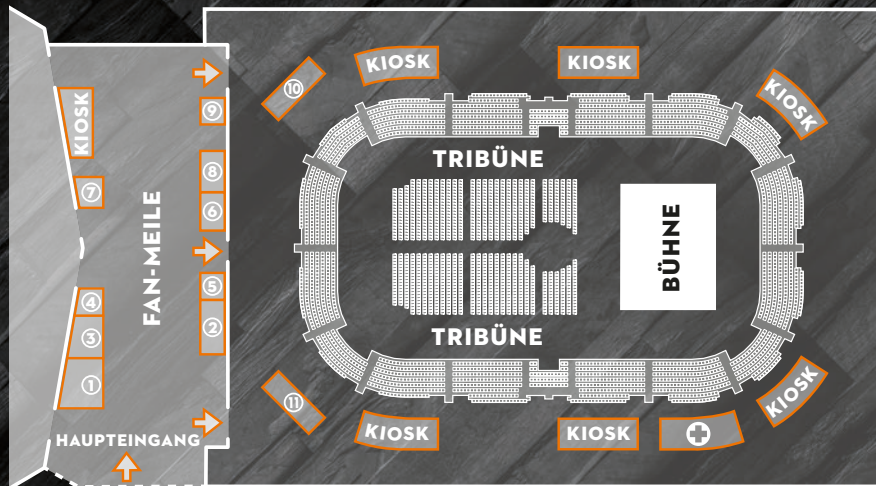 KIOSK
KIOSK
KIOSK
KIOSK
⑩
⑨
⑧
⑦
⑥
⑤
④
③
②
①
⑪
FAN-MEILE
TRIBÜNE
BÜHNE
TRIBÜNE
HAUPTEINGANG
KIOSK
KIOSK
KIOSK